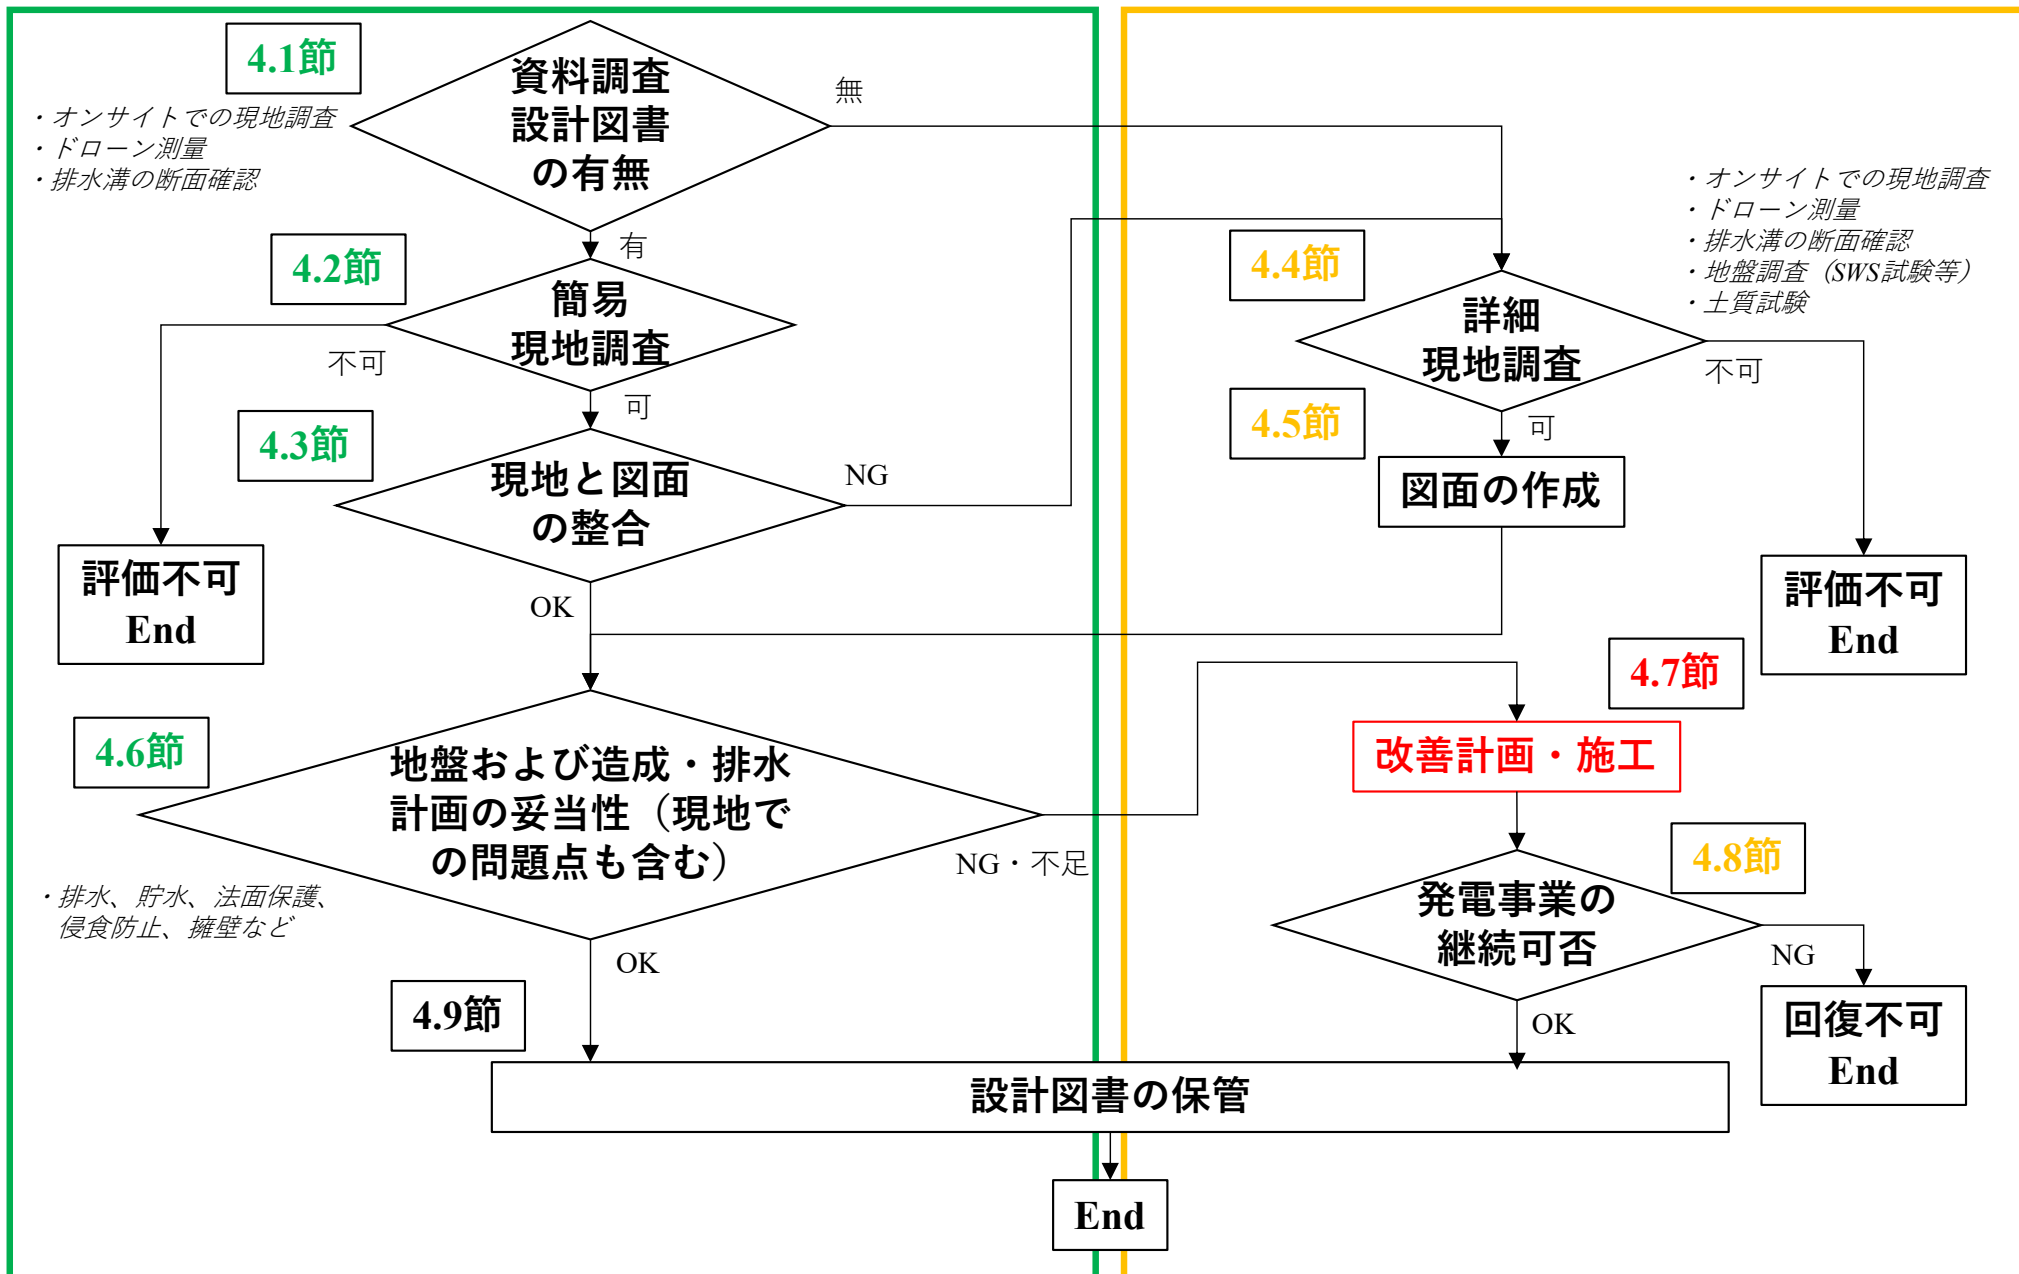 4.1節
資料調査
設計図書
の有無
無
・オンサイトでの現地調査
・ドローン測量
・排水溝の断面確認
有
4.2節
簡易
現地調査
不可
可
4.3節
現地と図面
の整合
NG
OK
評価不可
End
・オンサイトでの現地調査
・ドローン測量
・排水溝の断面確認
・地盤調査（SWS試験等）
・土質試験
4.4節
詳細
現地調査
不可
4.5節
可
図面の作成
評価不可
End
4.6節
地盤および造成・排水
計画の妥当性（現地で
の問題点も含む）
NG・不足
・排水、貯水、法面保護、
侵食防止、擁壁など
OK
4.7節
改善計画・施工
4.8節
発電事業の
継続可否
NG
OK
回復不可
End
4.9節
設計図書の保管
End